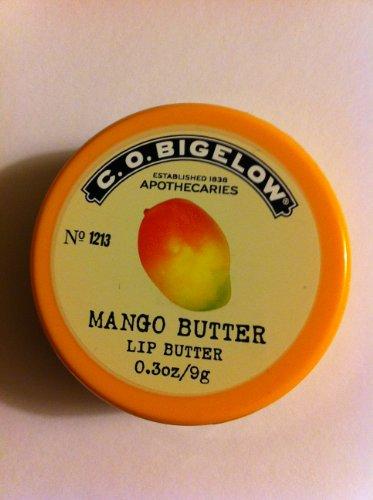 C.O.BIGELOW®
ESTABLISHED 1838
APOTHECARIES
Nº 1213
MANGO BUTTER
LIP BUTTER
0.3oz/9g